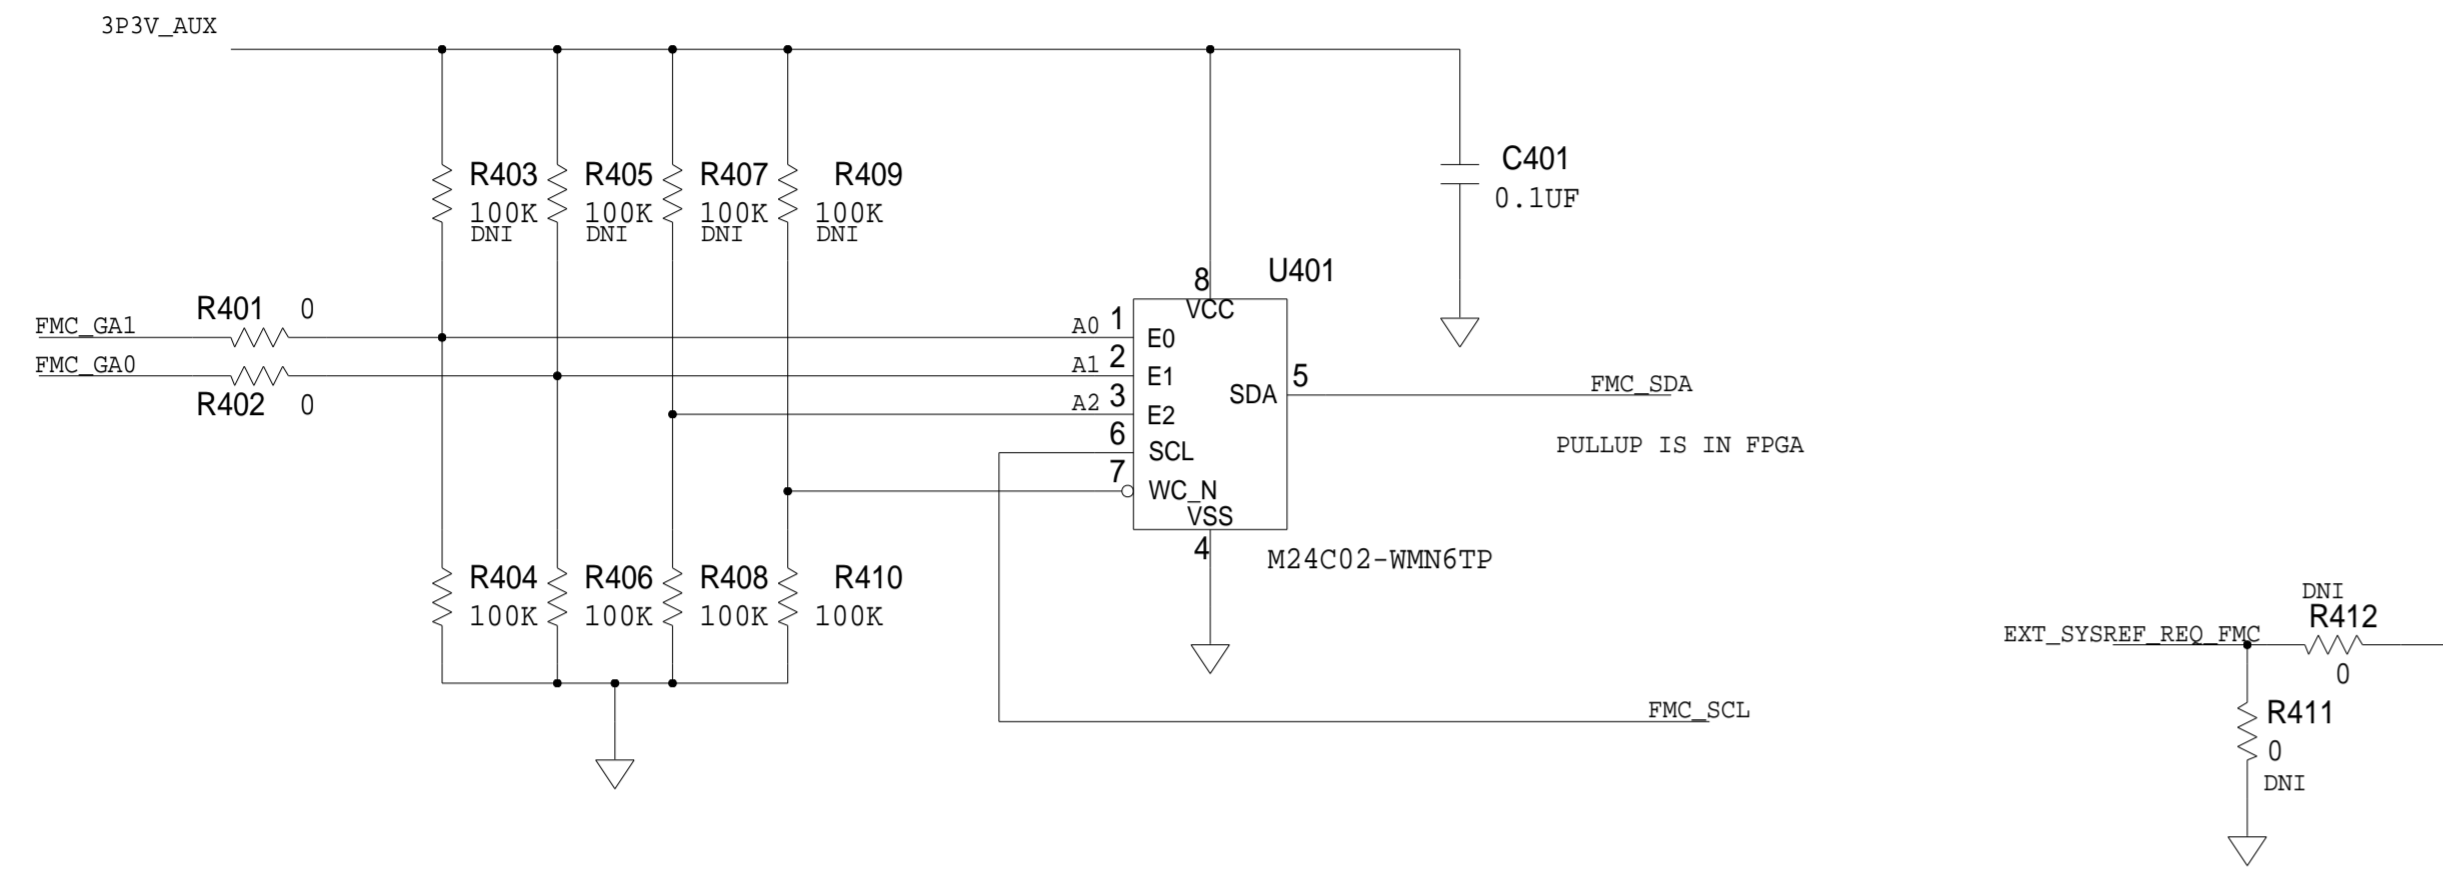 3P3V_AUX
R403 R405 R407 R409
100K 100K 100K 100K
DNI DNI DNI DNI
C401
0.1UF
U401
8
VCC
FMC_GA1
R401 0
A0 1 E0
FMC_GA0
R402 0
A1 2 E1
A2 3 E2
6 SCL
7 WC_N
VSS
4
SDA 5
FMC_SDA
PULLUP IS IN FPGA
M24C02-WMN6TP
R404 R406 R408 R410
100K 100K 100K 100K
FMC_SCL
DNI
R412
EXT_SYSREF_REQ_FMC
0
R411
0
DNI